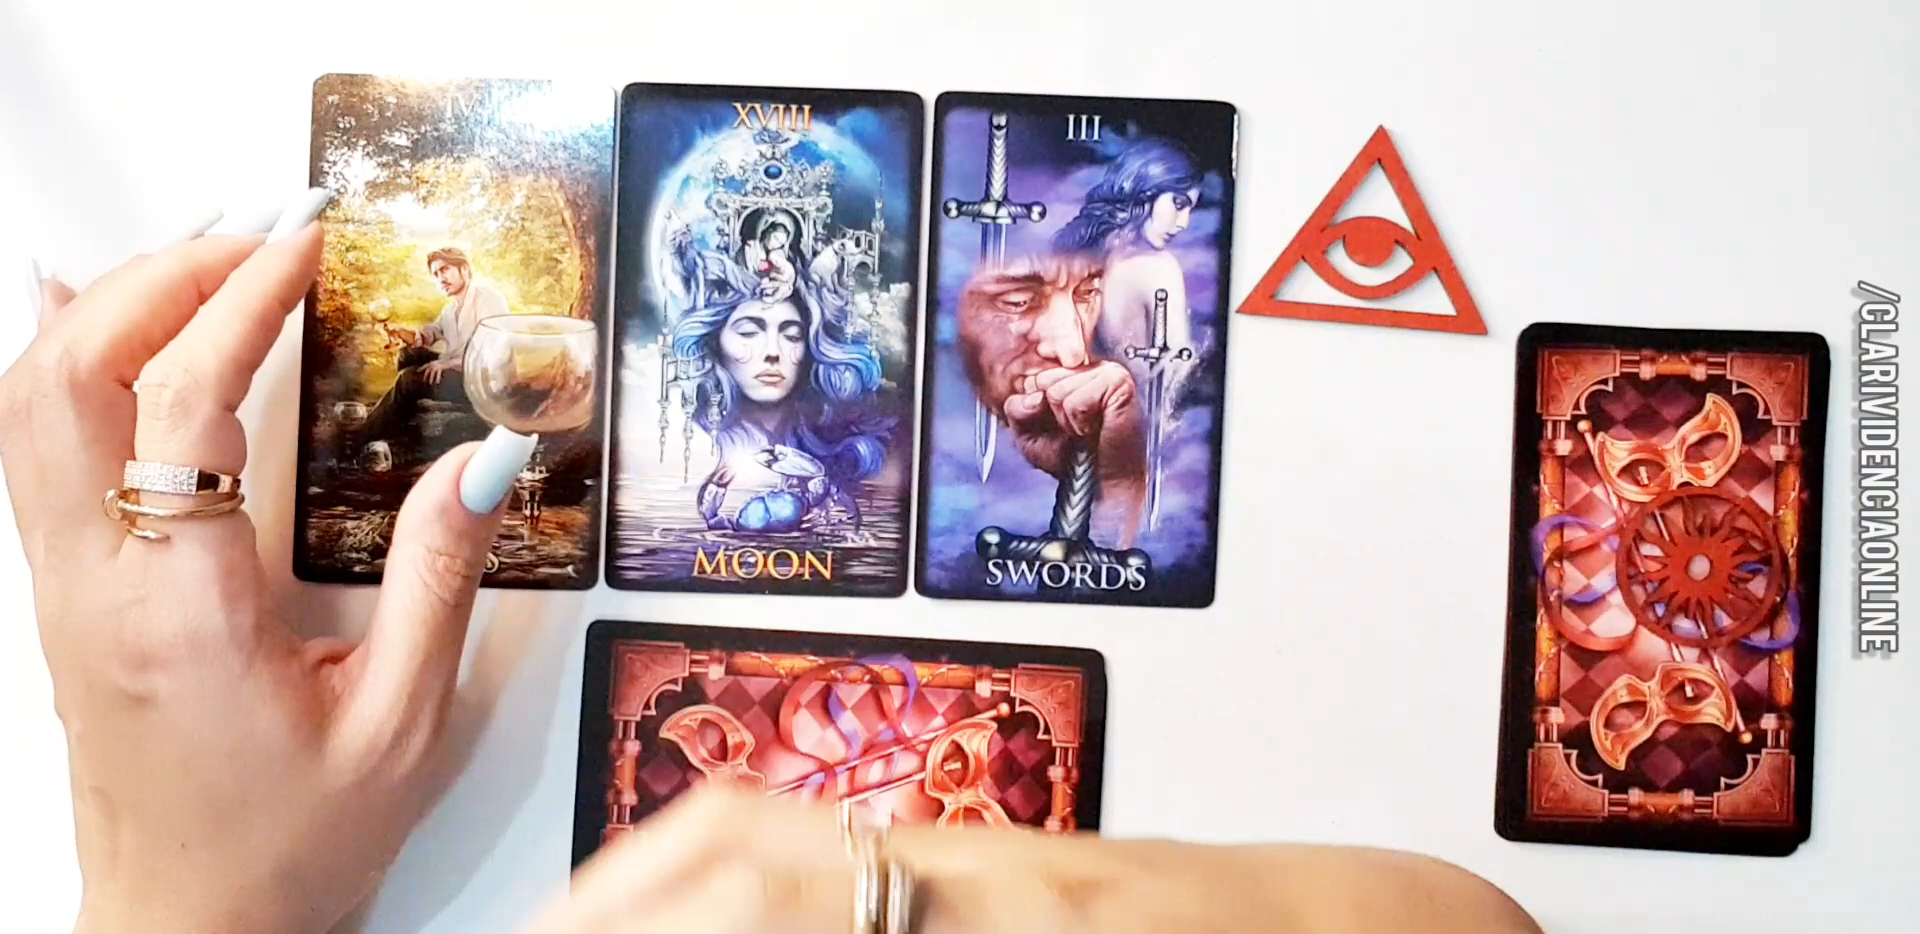 IV
XVIII
MOON
III
SWORDS
/CLARIVIDENCIAONLINE